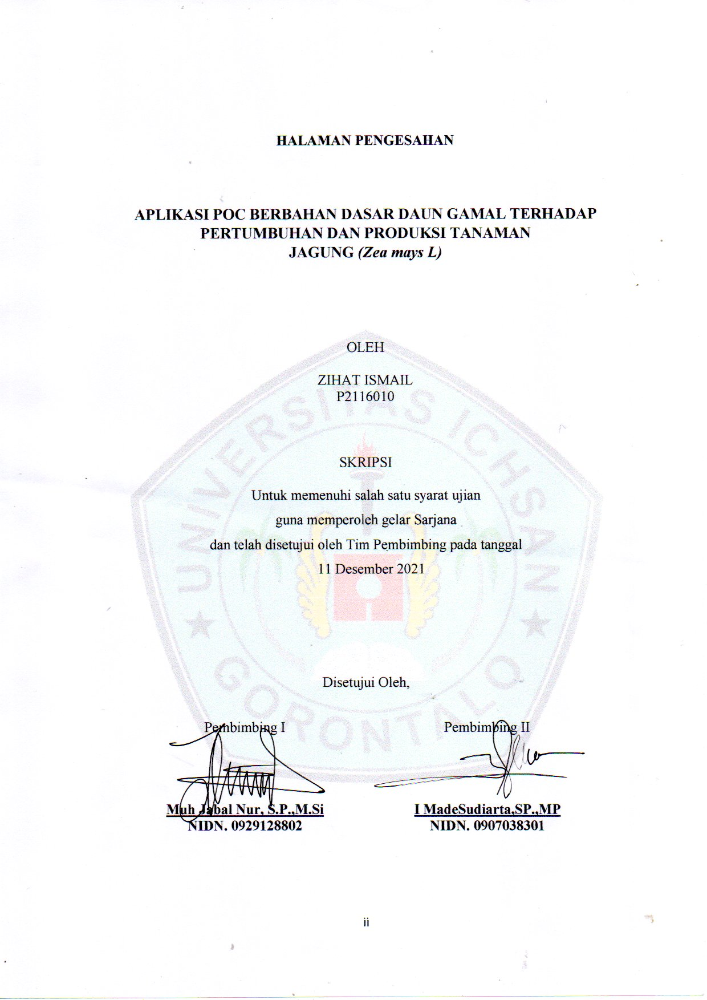 HALAMAN PENGESAHAN
APLIKASI POC BERBAHAN DASAR DAUN GAMAL TERHADAP
PERTUMBUHAN DAN PRODUKSI TANAMAN
JAGUNG (Zea mays L)
OLEH
ZIHAT ISMAIL
P2116010
UNIVERSITAS ICHSAN
SKRIPSI
Untuk memenuhi salah satu syarat ujian
guna memperoleh gelar Sarjana
dan telah disetujui oleh Tim Pembimbing pada tanggal
11 Desember 2021
GORONTALO
Disetujui Oleh,
Pembimbing I Pembimbing II
Muh Jabal Nur, S.P.,M.Si I MadeSudiarta,SP.,MP
NIDN. 0929128802 NIDN. 0907038301
ii